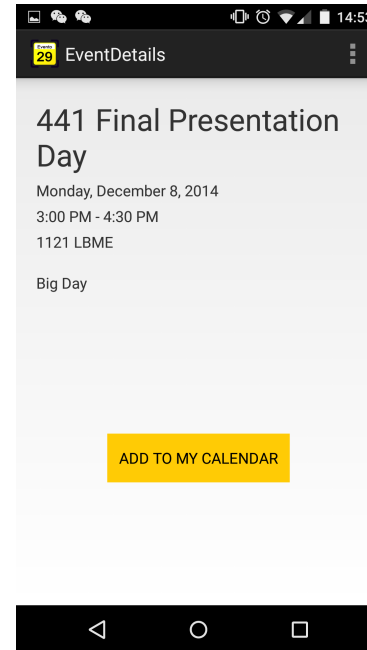 14:53
Events
29
EventDetails
441 Final Presentation
Day
Monday, December 8, 2014
3:00 PM - 4:30 PM
1121 LBME
Big Day
ADD TO MY CALENDAR